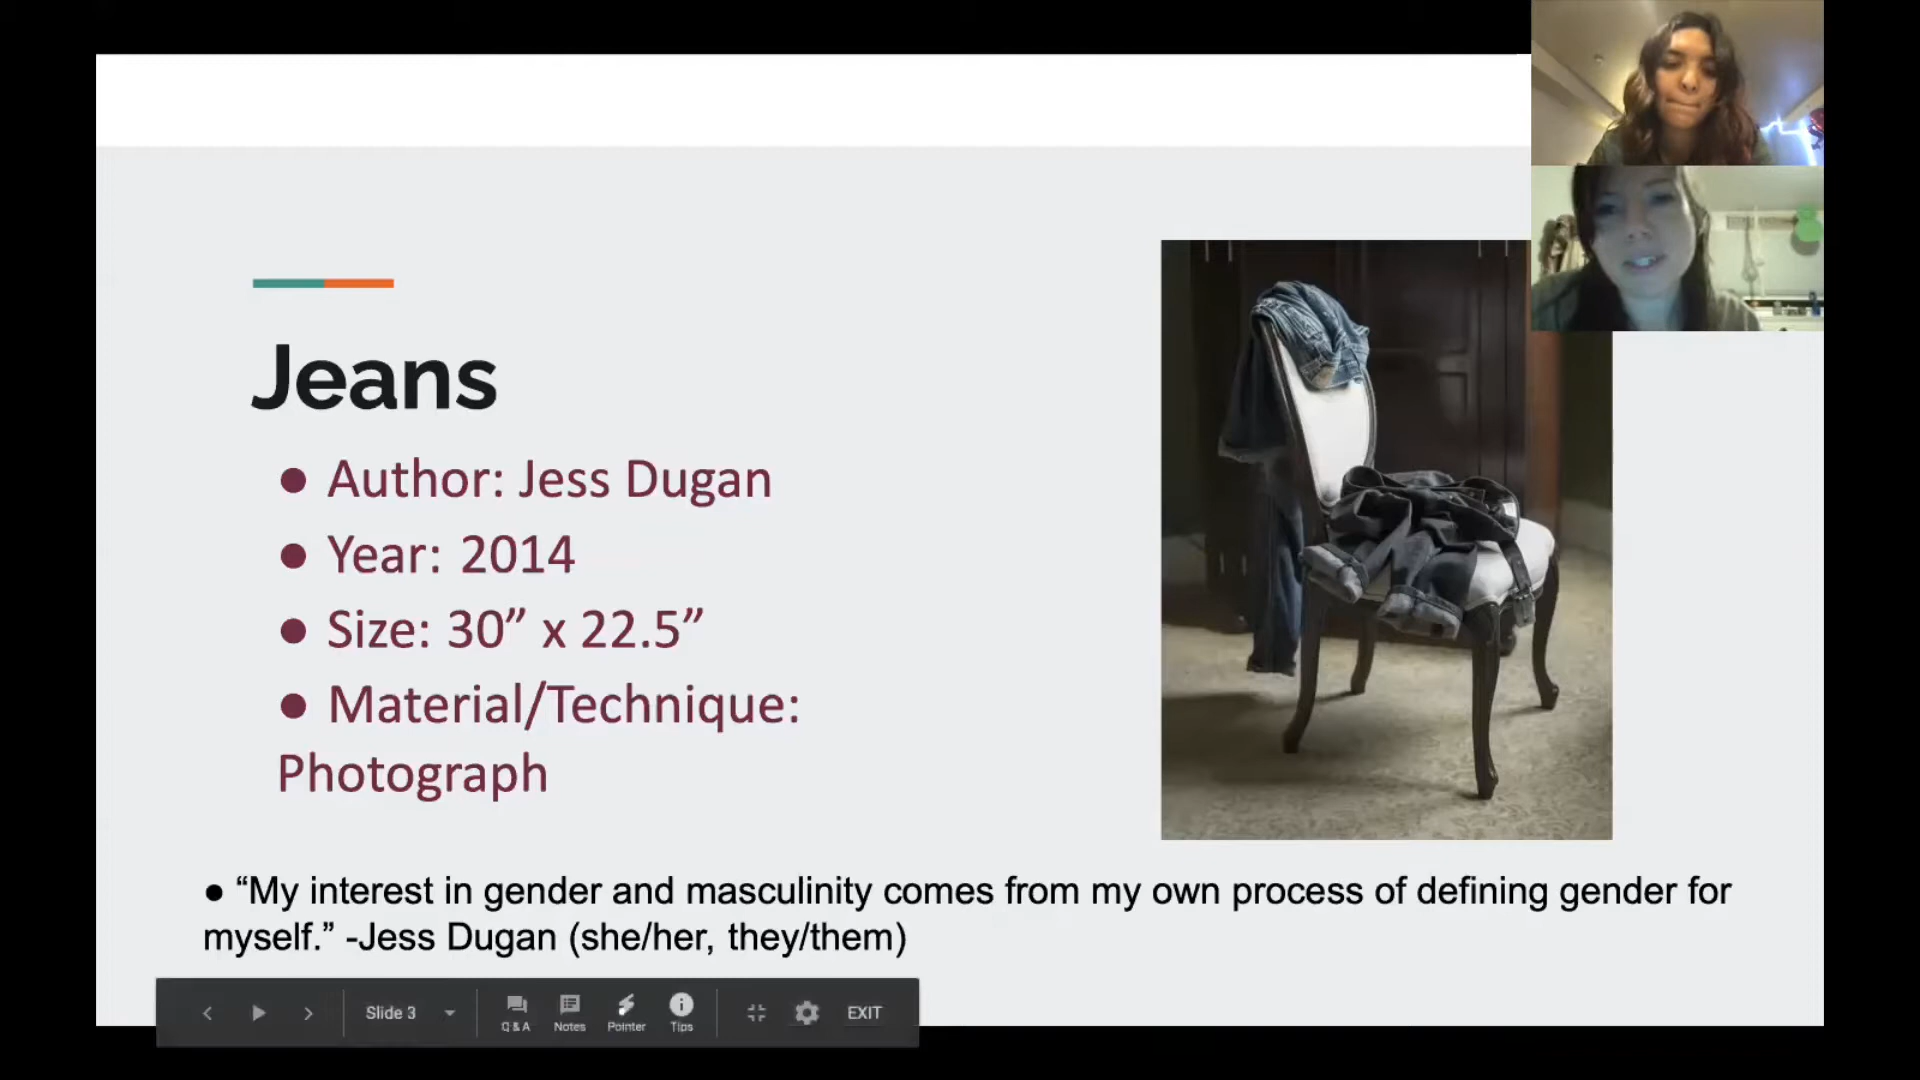 Jeans
● Author: Jess Dugan
● Year: 2014
● Size: 30” x 22.5”
● Material/Technique:
Photograph
● “My interest in gender and masculinity comes from my own process of defining gender for
myself.” -Jess Dugan (she/her, they/them)
Slide 3
Q & A
Notes
Pointer
Tips
EXIT